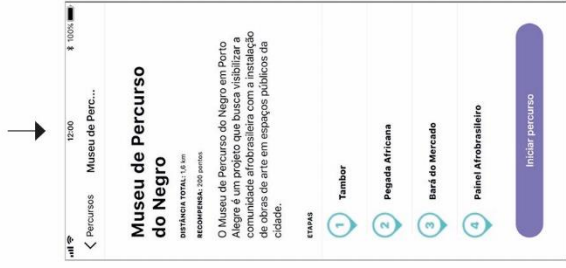 12:00
100%
Percursos
Museu de Perc...
Museu de Percurso
do Negro
DISTÂNCIA TOTAL: 1,6 km
RECOMPENSA: 200 pontos
O Museu de Percurso do Negro em Porto
Alegre é um projeto que busca visibilizar a
comunidade afrobrasileira com a instalação
de obras de arte em espaços públicos da
cidade.
ETAPAS
1 Tambor
2 Pegada Africana
3 Bará do Mercado
4 Painel Afrobrasileiro
Iniciar percurso